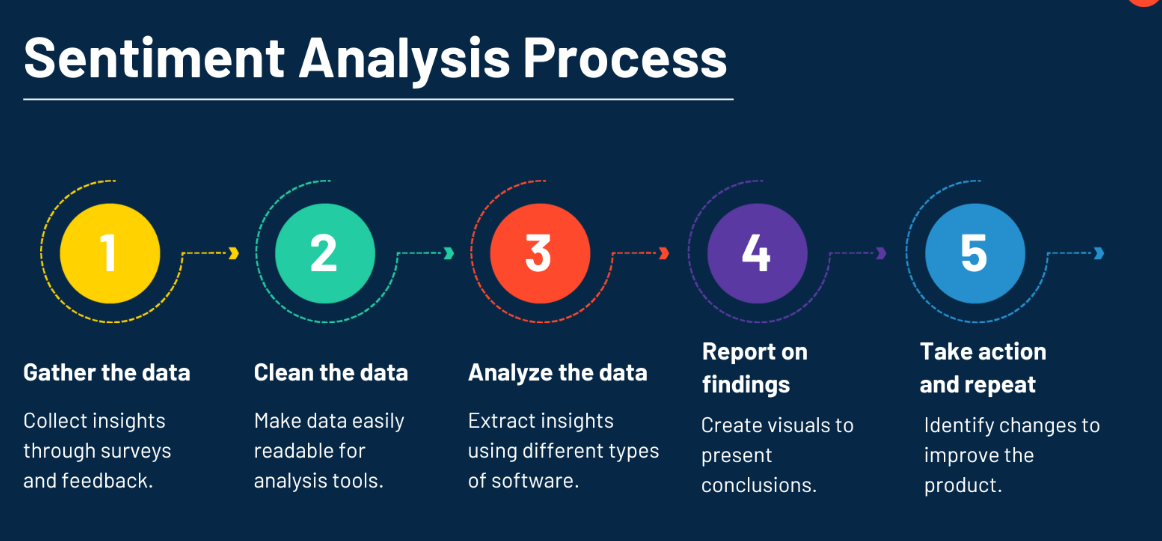 Sentiment Analysis Process
1
Gather the data
Collect insights
through surveys
and feedback.
2
Clean the data
Make data easily
readable for
analysis tools.
3
Analyze the data
Extract insights
using different types
of software.
4
Report on
findings
Create visuals to
present
conclusions.
5
Take action
and repeat
Identify changes to
improve the
product.